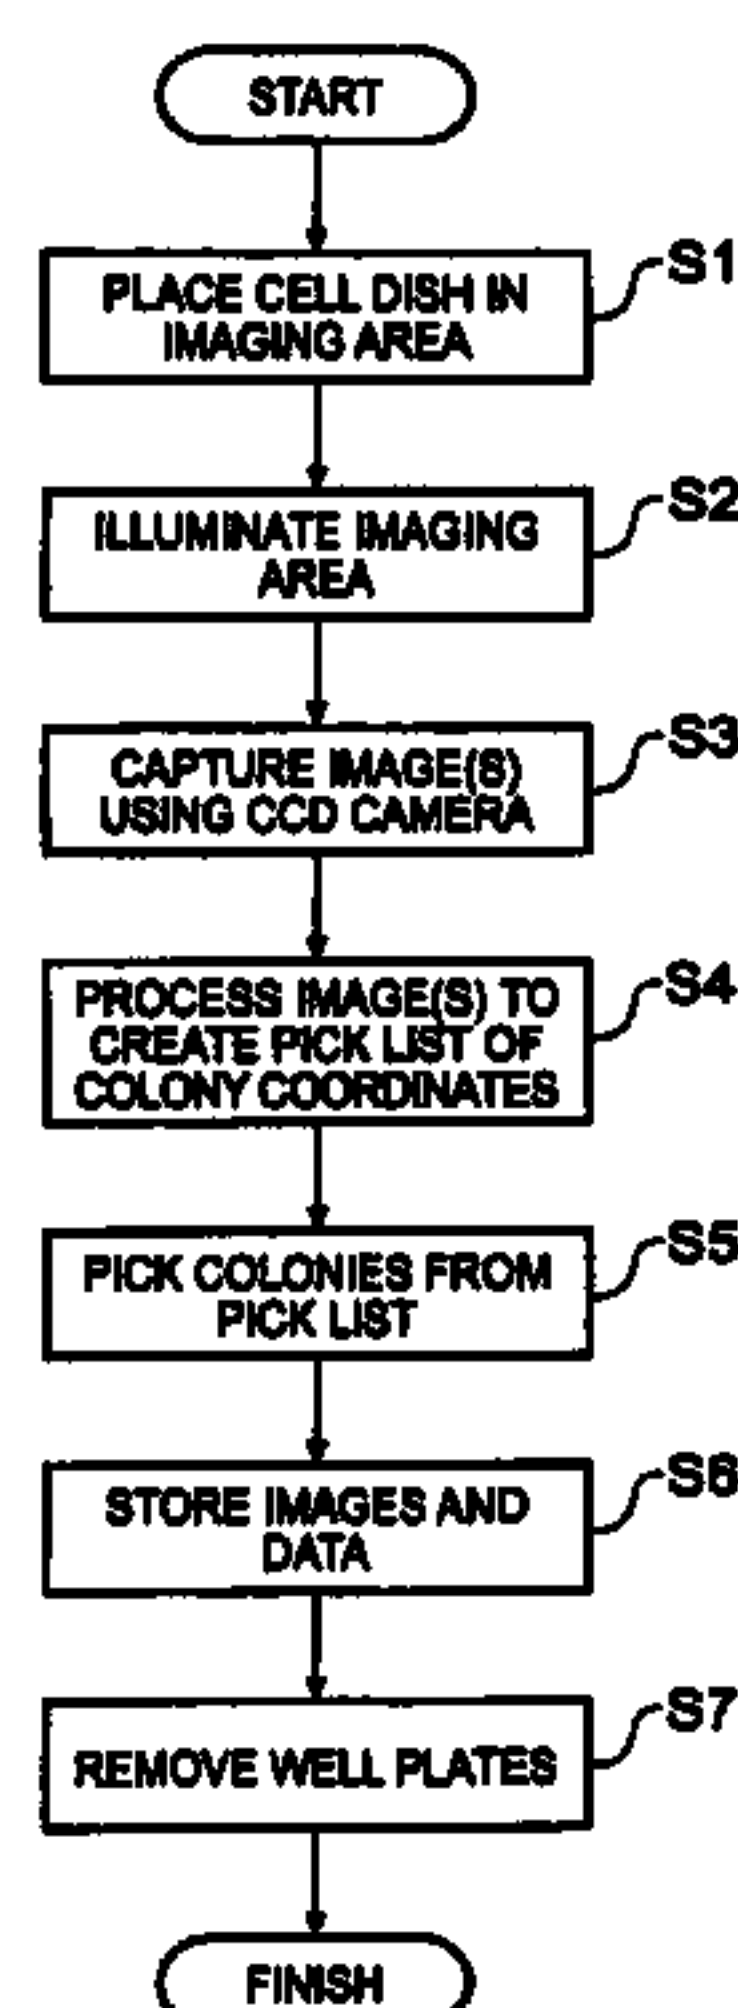 START
PLACE CELL DISH IN
IMAGING AREA
S1
ILLUMINATE IMAGING
AREA
S2
CAPTURE IMAGE(S)
USING CCD CAMERA
S3
PROCESS IMAGE(S) TO
CREATE PICK LIST OF
COLONY COORDINATES
S4
PICK COLONIES FROM
PICK LIST
S5
STORE IMAGES AND
DATA
S6
REMOVE WELL PLATES
S7
FINISH